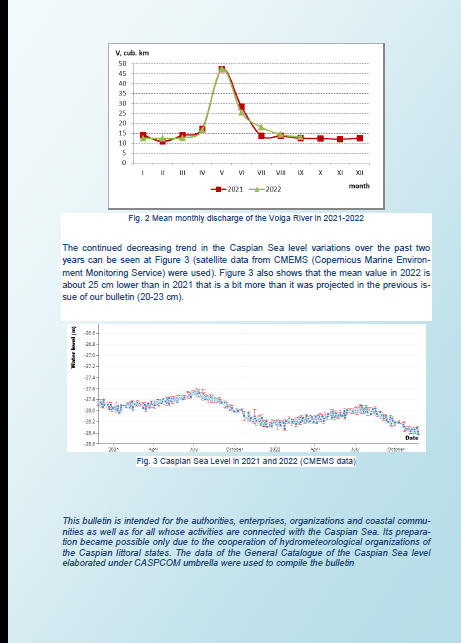 V, cub. km
50
45
40
35
30
25
20
15
10
5
0
I II III IV V VI VII VIII IX X XI XII
month
2021 2022
Fig. 2 Mean monthly discharge of the Volga River in 2021-2022
The continued decreasing trend in the Caspian Sea level variations over the past two
years can be seen at Figure 3 (satellite data from CMEMS (Copernicus Marine Environ-
ment Monitoring Service) were used). Figure 3 also shows that the mean value in 2022 is
about 25 cm lower than in 2021 that is a bit more than it was projected in the previous is-
sue of our bulletin (20-23 cm).
Water level (m)
-26.6
-26.8
-27.0
-27.2
-27.4
-27.6
-27.8
-28.0
-28.2
-28.4
-28.6
Date
2021 April July October 2022 April July October
Fig. 3 Caspian Sea Level in 2021 and 2022 (CMEMS data)
This bulletin is intended for the authorities, enterprises, organizations and coastal commu-
nities as well as for all whose activities are connected with the Caspian Sea. Its prepara-
tion became possible only due to the cooperation of hydrometeorological organizations of
the Caspian littoral states. The data of the General Catalogue of the Caspian Sea level
elaborated under CASPCOM umbrella were used to compile the bulletin